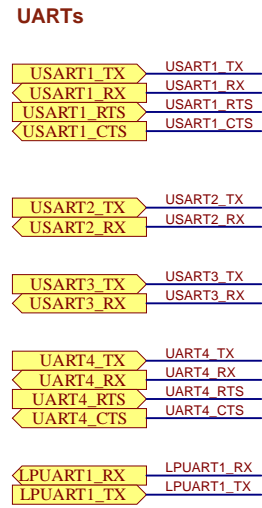 UARTs
USART1_TX USART1_TX
USART1_RX USART1_RX
USART1_RTS USART1_RTS
USART1_CTS USART1_CTS
USART2_TX USART2_TX
USART2_RX USART2_RX
USART3_TX USART3_TX
USART3_RX USART3_RX
UART4_TX UART4_TX
UART4_RX UART4_RX
UART4_RTS UART4_RTS
UART4_CTS UART4_CTS
LPUART1_RX LPUART1_RX
LPUART1_TX LPUART1_TX